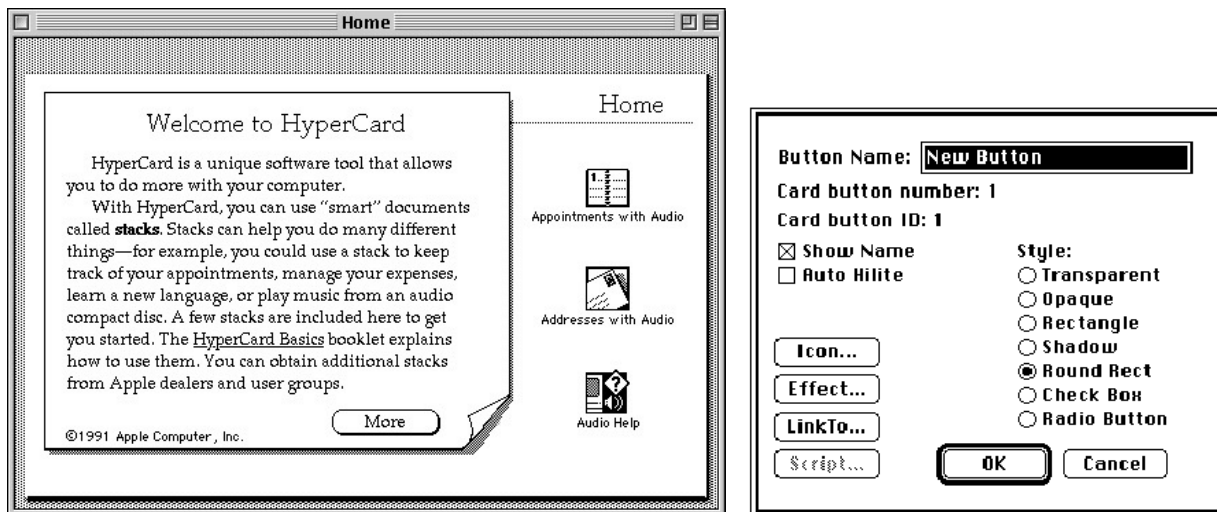 Home
Welcome to HyperCard
HyperCard is a unique software tool that allows
you to do more with your computer.
With HyperCard, you can use “smart” documents
called stacks. Stacks can help you do many different
things—for example, you could use a stack to keep
track of your appointments, manage your expenses,
learn a new language, or play music from an audio
compact disc. A few stacks are included here to get
you started. The HyperCard Basics booklet explains
how to use them. You can obtain additional stacks
from Apple dealers and user groups.
©1991 Apple Computer, Inc.
More
Home
1
Appointments with Audio
Addresses with Audio
?
Audio Help
Button Name: New Button
Card button number: 1
Card button ID: 1
Show Name
Auto Hilite
Icon...
Effect...
LinkTo...
Script...
Style:
Transparent
Opaque
Rectangle
Shadow
Round Rect
Check Box
Radio Button
OK
Cancel